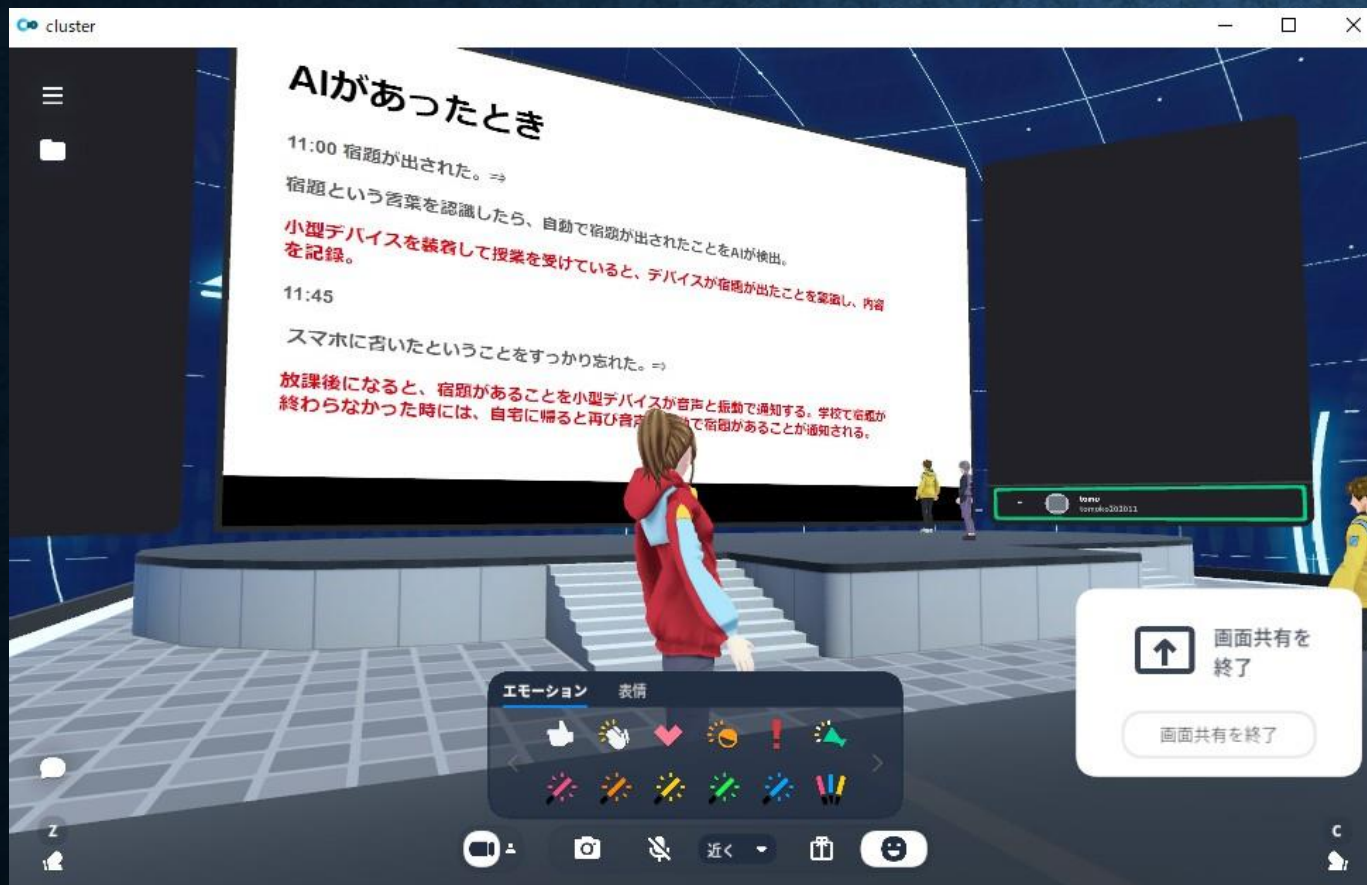 cluster
AIがあったとき
11:00 宿題が出された。⇒
宿題という言葉を認識したら、自動で宿題が出されたことをAIが検出。
小型デバイスを装着して授業を受けていると、デバイスが宿題が出たことを認識し、内容
を記録。
11:45
スマホに書いたということをすっかり忘れた。⇒
放課後になると、宿題があることを小型デバイスが音声と振動で通知する。学校で宿題が
終わらなかった時には、自宅に帰ると再び音声 動で宿題があることが通知される。
tomo
tomoko101011
画面共有を
終了
画面共有を終了
エモーション 表情
Z
近く
C